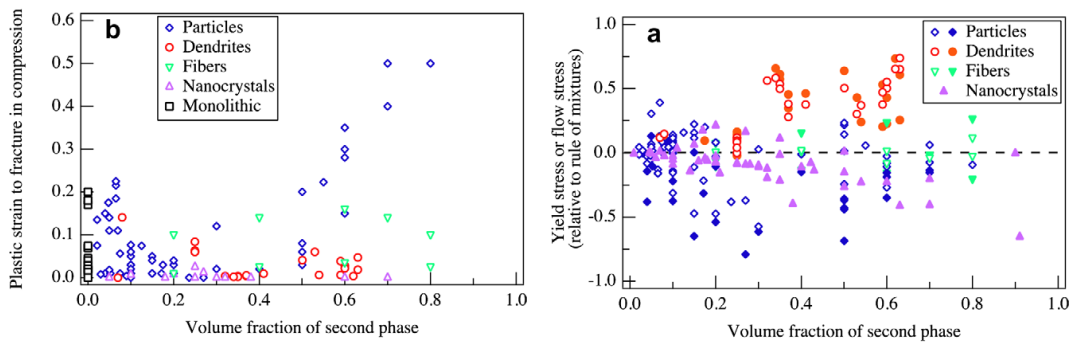 b
Particles
Dendrites
Fibers
Nanocrystals
Monolithic
Plastic strain to fracture in compression
0.6
0.5
0.4
0.3
0.2
0.1
0.0
0.0 0.2 0.4 0.6 0.8 1.0
Volume fraction of second phase
a
Particles
Dendrites
Fibers
Nanocrystals
Yield stress or flow stress
(relative to rule of mixtures)
1.0
0.5
0.0
-0.5
-1.0
0.0 0.2 0.4 0.6 0.8 1.0
Volume fraction of second phase